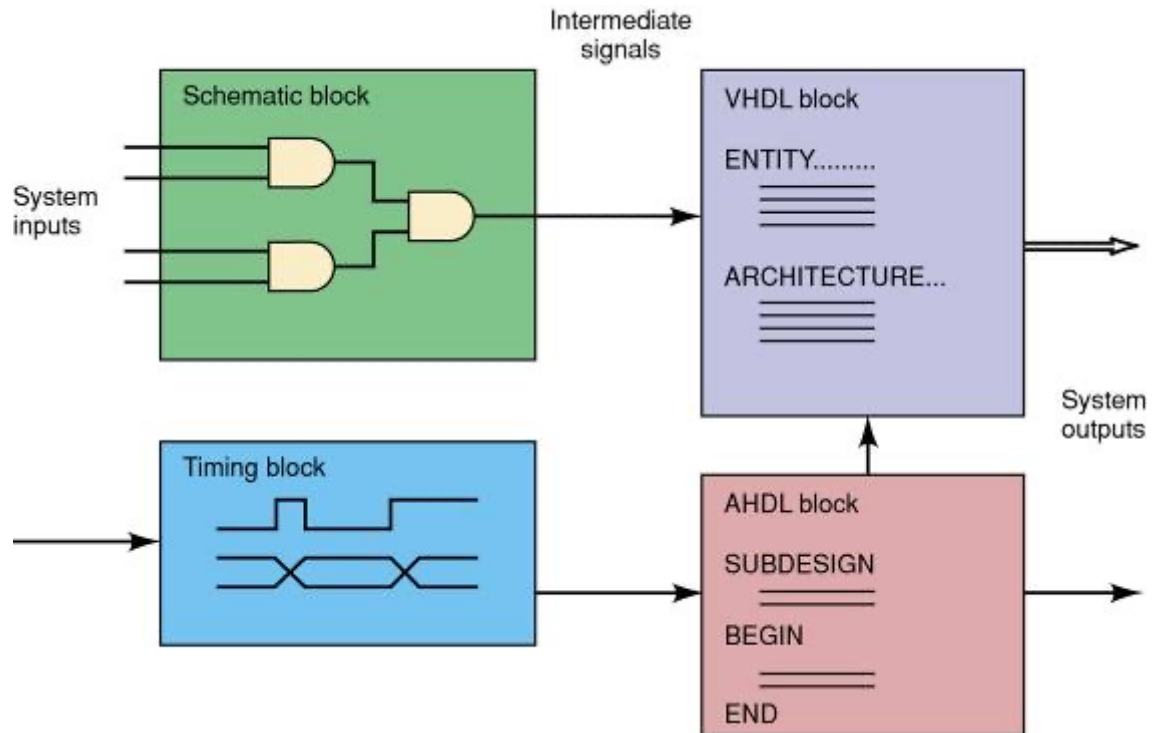 Intermediate
signals
Schematic block
System
inputs
VHDL block
ENTITY.........
ARCHITECTURE...
System
outputs
Timing block
AHDL block
SUBDESIGN
BEGIN
END